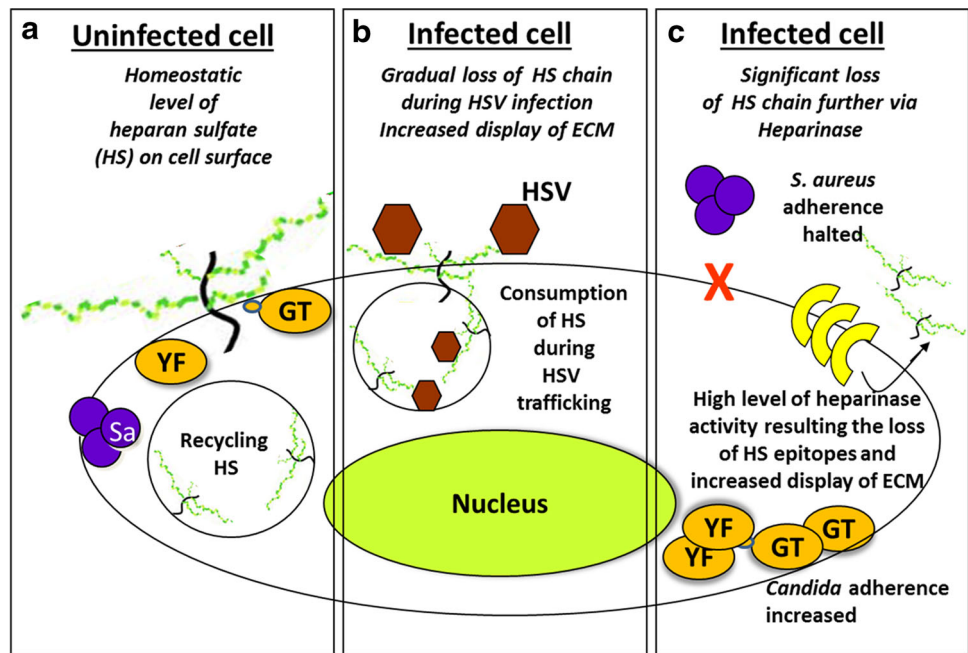 a
Uninfected cell
Homeostatic
level of
heparan sulfate
(HS) on cell surface
GT
YF
Sa
Recycling
HS
b
Infected cell
Gradual loss of HS chain
during HSV infection
Increased display of ECM
HSV
Consumption
of HS
during
HSV
trafficking
Nucleus
c
Infected cell
Significant loss
of HS chain further via
Heparinase
S. aureus
adherence
halted
X
High level of heparinase
activity resulting the loss
of HS epitopes and
increased display of ECM
YF
YF
GT
GT
Candida adherence
increased